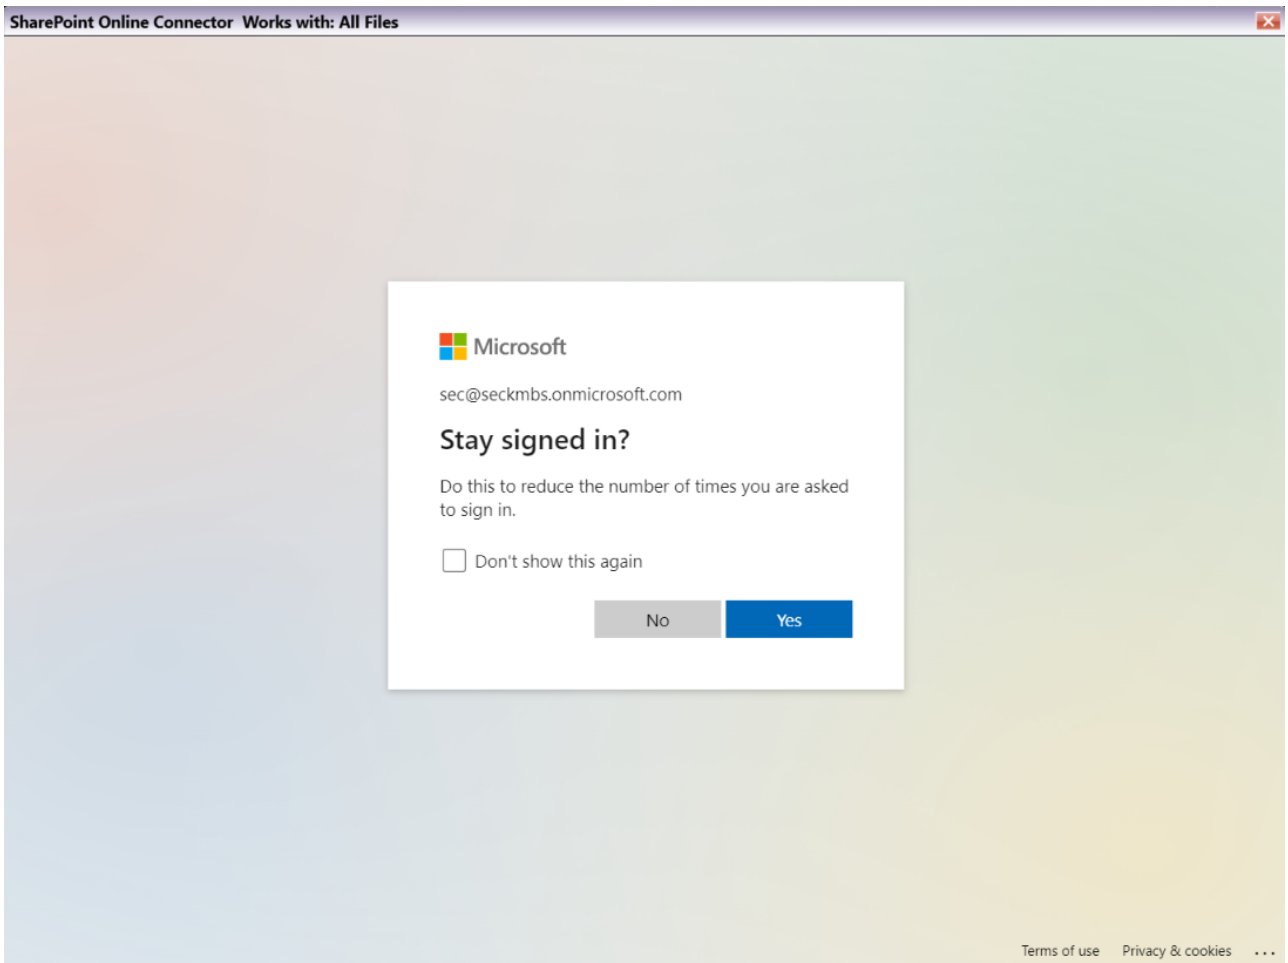 SharePoint Online Connector  Works with: All Files
Microsoft
sec@seckmbs.onmicrosoft.com
Stay signed in?
Do this to reduce the number of times you are asked
to sign in.
Don't show this again
No
Yes
Terms of use
Privacy & cookies
...